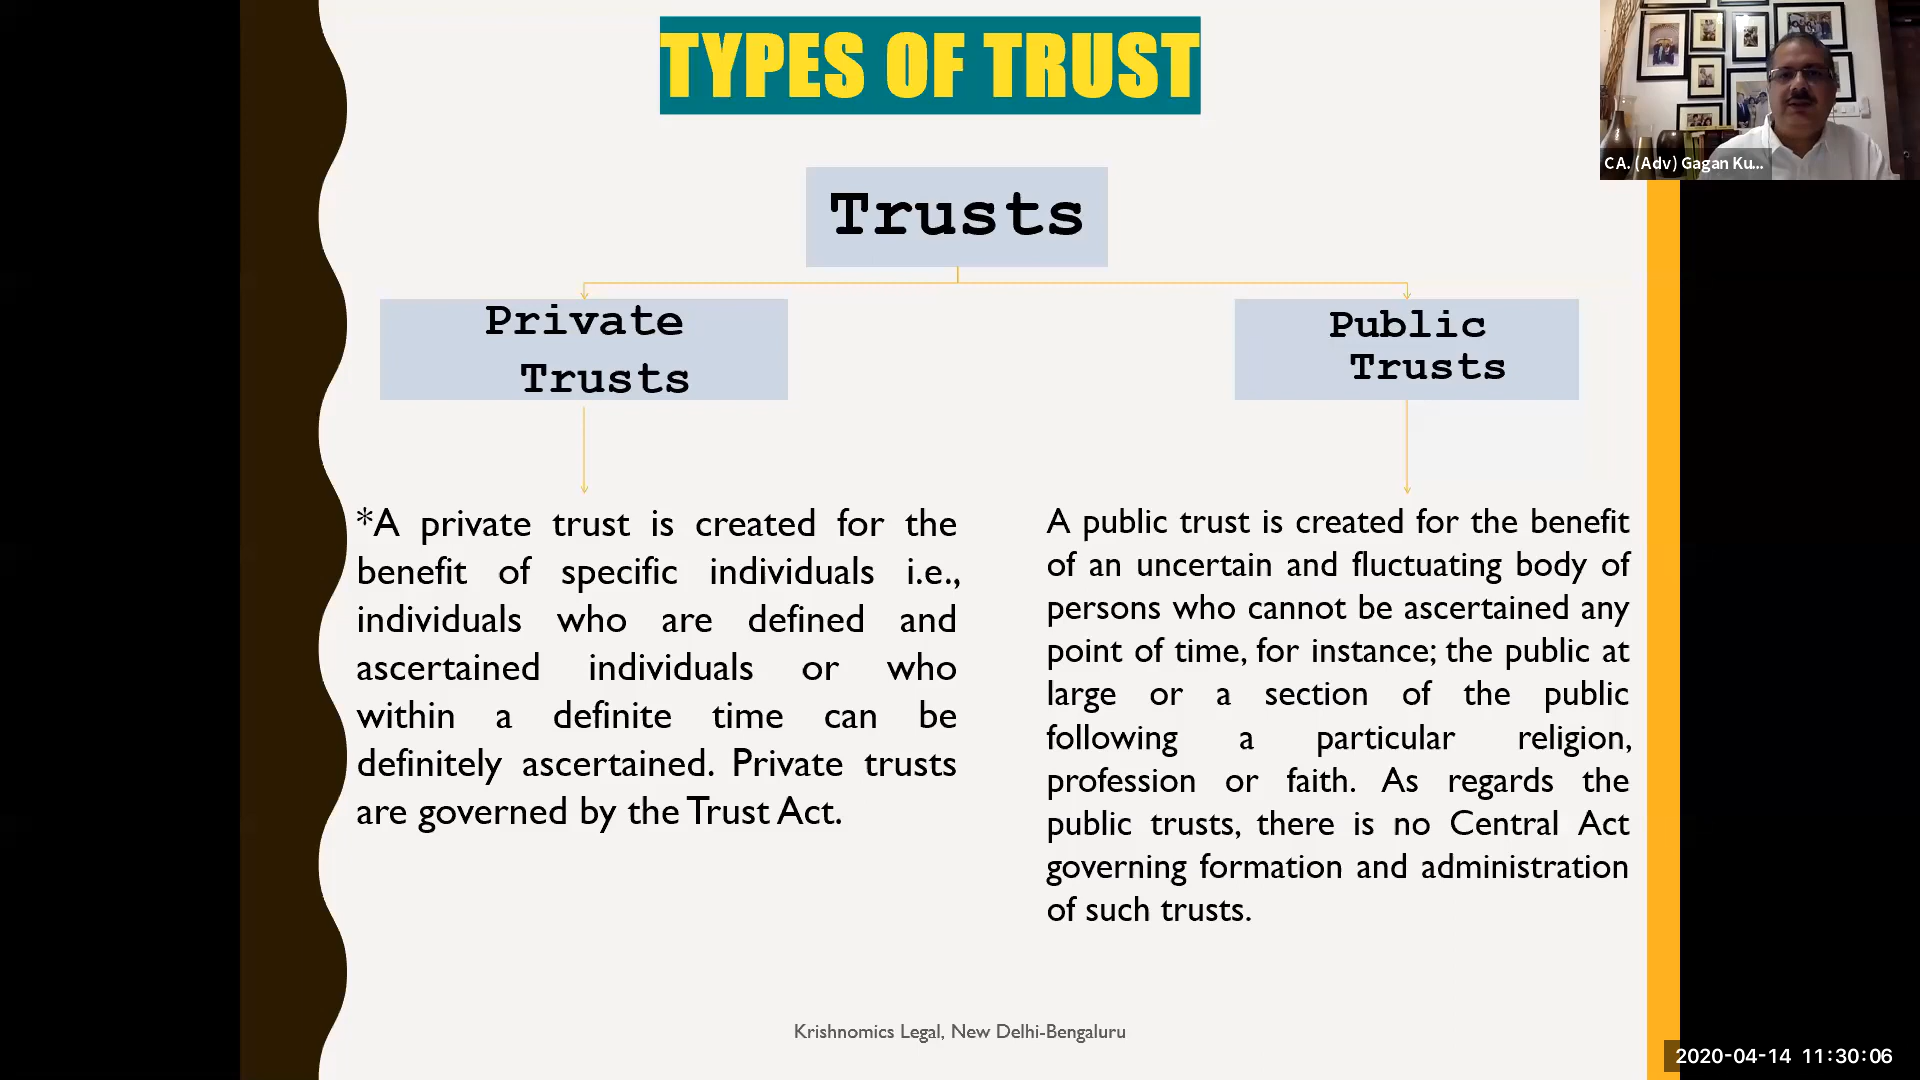 TYPES OF TRUST
CA. (Adv) Gagan Ku...
Trusts
Private
Trusts
Public
Trusts
*A private trust is created for the
benefit of specific individuals i.e.,
individuals who are defined and
ascertained individuals or who
within a definite time can be
definitely ascertained. Private trusts
are governed by the Trust Act.
A public trust is created for the benefit
of an uncertain and fluctuating body of
persons who cannot be ascertained any
point of time, for instance; the public at
large or a section of the public
following a particular religion,
profession or faith. As regards the
public trusts, there is no Central Act
governing formation and administration
of such trusts.
Krishnomics Legal, New Delhi-Bengaluru
2020-04-14 11:30:06